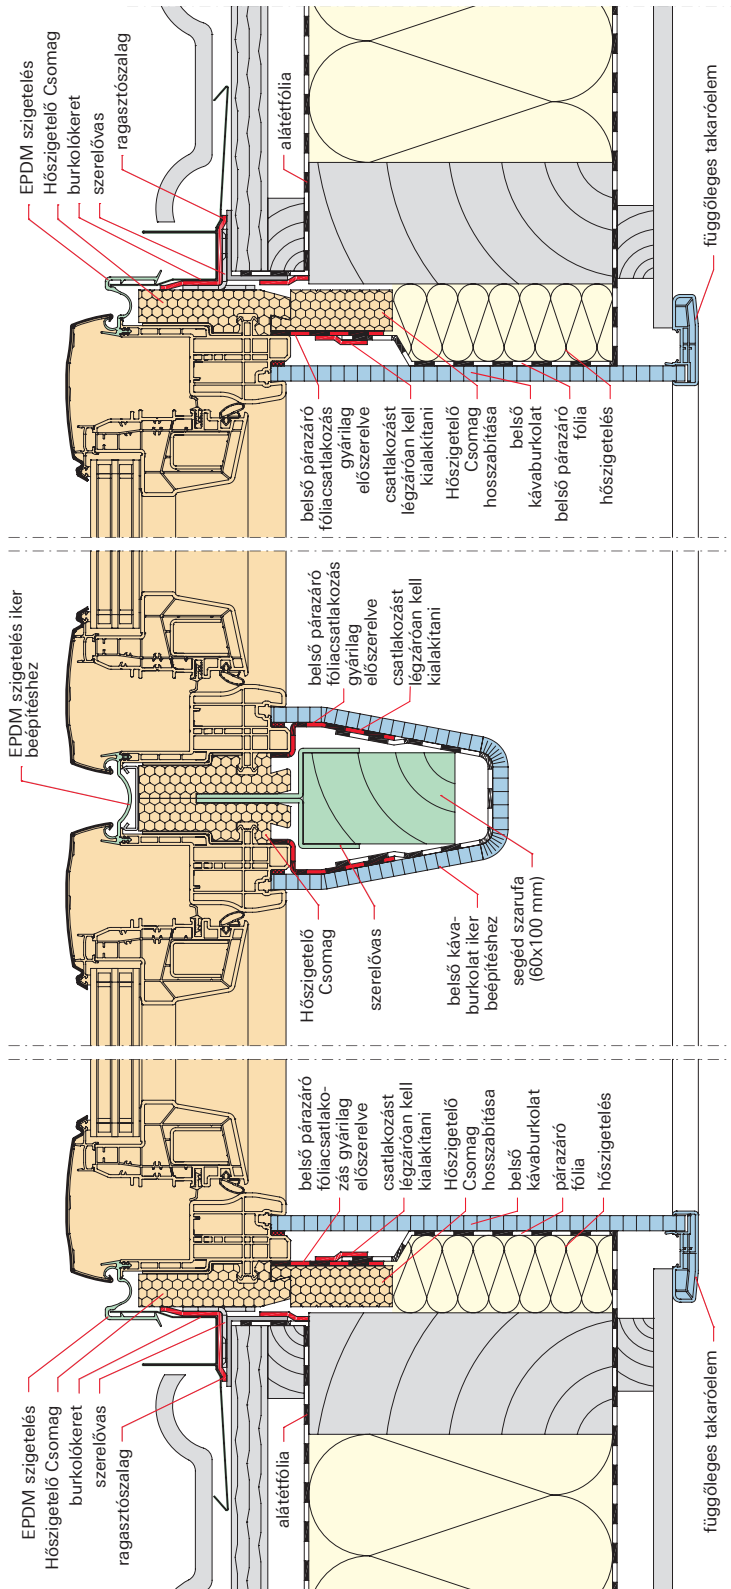 EPDM szigetelés
Hőszigetelő Csomag
burkolókeret
szerelővas
ragasztószalag
alátétfólia
belső párazáró
fóliacsatlako-
zás gyárilag
előszerelve
csatlakozást
légzáróan kell
kialakítani
Hőszigetelő
Csomag
hosszabítása
belső
kávaburkolat
párazáró
fólia
hőszigetelés
függőleges takaróelem
EPDM szigetelés iker
beépítéshez
Hőszigetelő
Csomag
szerelővas
belső káva-
burkolat iker
beépítéshez
segéd szarufa
(60x100 mm)
belső párazáró
fóliacsatlakozás
gyárilag
előszerelve
csatlakozást
légzáróan kell
kialakítani
EPDM szigetelés
Hőszigetelő Csomag
burkolókeret
szerelővas
ragasztószalag
alátétfólia
belső párazáró
fóliacsatlakozás
gyárilag
előszerelve
csatlakozást
légzáróan kell
kialakítani
Hőszigetelő
Csomag
hosszabítása
belső
kávaburkolat
belső párazáró
fólia
hőszigetelés
függőleges takaróelem